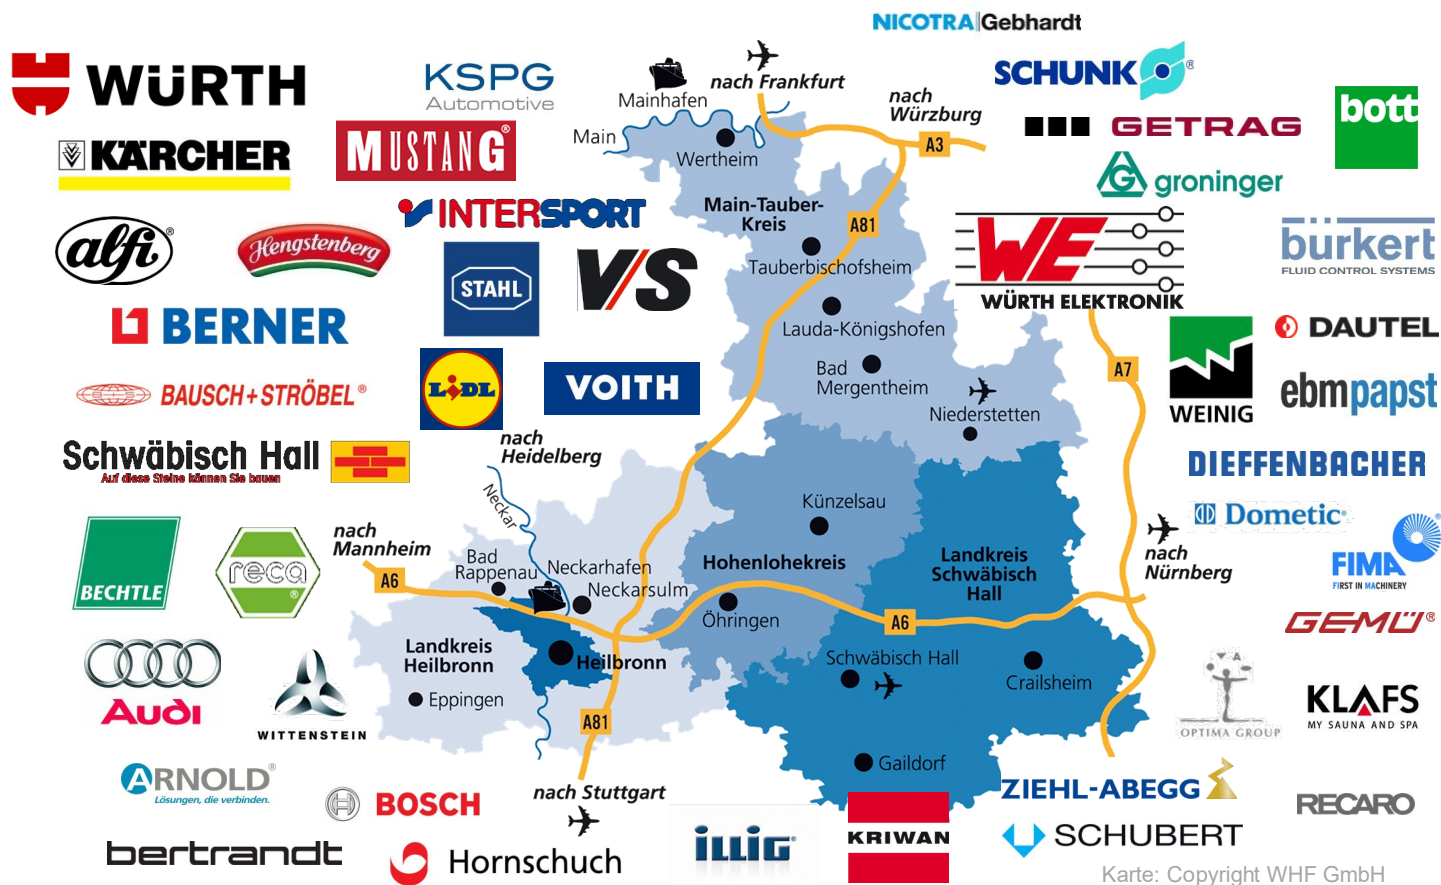 NICOTRA|Gebhardt
WÜRTH
KSPG
Automotive
nach Frankfurt
Mainhafen
nach
Würzburg
SCHUNK®
bott
KÄRCHER
MUSTANG®
Main
Wertheim
A3
GETRAG
groninger
INTERSPORT
Main-Tauber-
Kreis
A81
WE
WÜRTH ELEKTRONIK
bürkert
FLUID CONTROL SYSTEMS
alfi®
Hengstenberg
STAHL
V/S
Tauberbischofsheim
BERNER
Lauda-Königshofen
WEINIG
DAUTEL
BAUSCH+STRÖBEL®
LiDL
VOITH
Bad
Mergentheim
A7
ebmpapst
Niederstetten
Schwäbisch Hall
Auf diese Steine können Sie bauen
nach
Heidelberg
DIEFFENBACHER
Neckar
Künzelsau
Dometic
BECHTLE
reca®
nach
Mannheim
A6
Bad
Rappenau
Neckarhafen
Neckarsulm
Hohenlohekreis
Landkreis
Schwäbisch
Hall
nach
Nürnberg
FIMA®
FIRST IN MACHINERY
Öhringen
A6
GEMÜ®
Audi
WITTENSTEIN
Landkreis
Heilbronn
Heilbronn
Eppingen
Schwäbisch Hall
Crailsheim
OPTIMA GROUP
KLAFS
MY SAUNA AND SPA
A81
ARNOLD®
Lösungen, die verbinden.
BOSCH
nach Stuttgart
Gaildorf
ZIEHL-ABEGG
RECARO
bertrandt
Hornschuch
illig®
KRIWAN
SCHUBERT
Karte: Copyright WHF GmbH